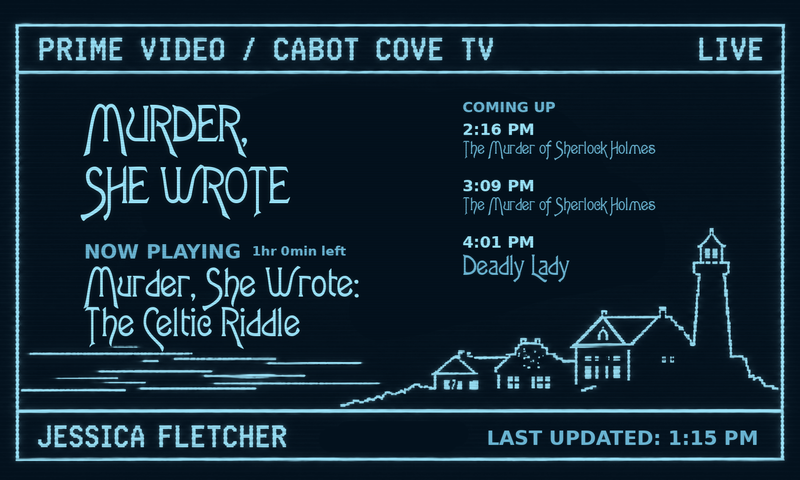 PRIME VIDEO / CABOT COVE TV
LIVE
MURDER,
SHE WROTE
NOW PLAYING 1hr 0min left
Murder, She Wrote:
The Celtic Riddle
COMING UP
2:16 PM
The Murder of Sherlock Holmes
3:09 PM
The Murder of Sherlock Holmes
4:01 PM
Deadly Lady
JESSICA FLETCHER
LAST UPDATED: 1:15 PM